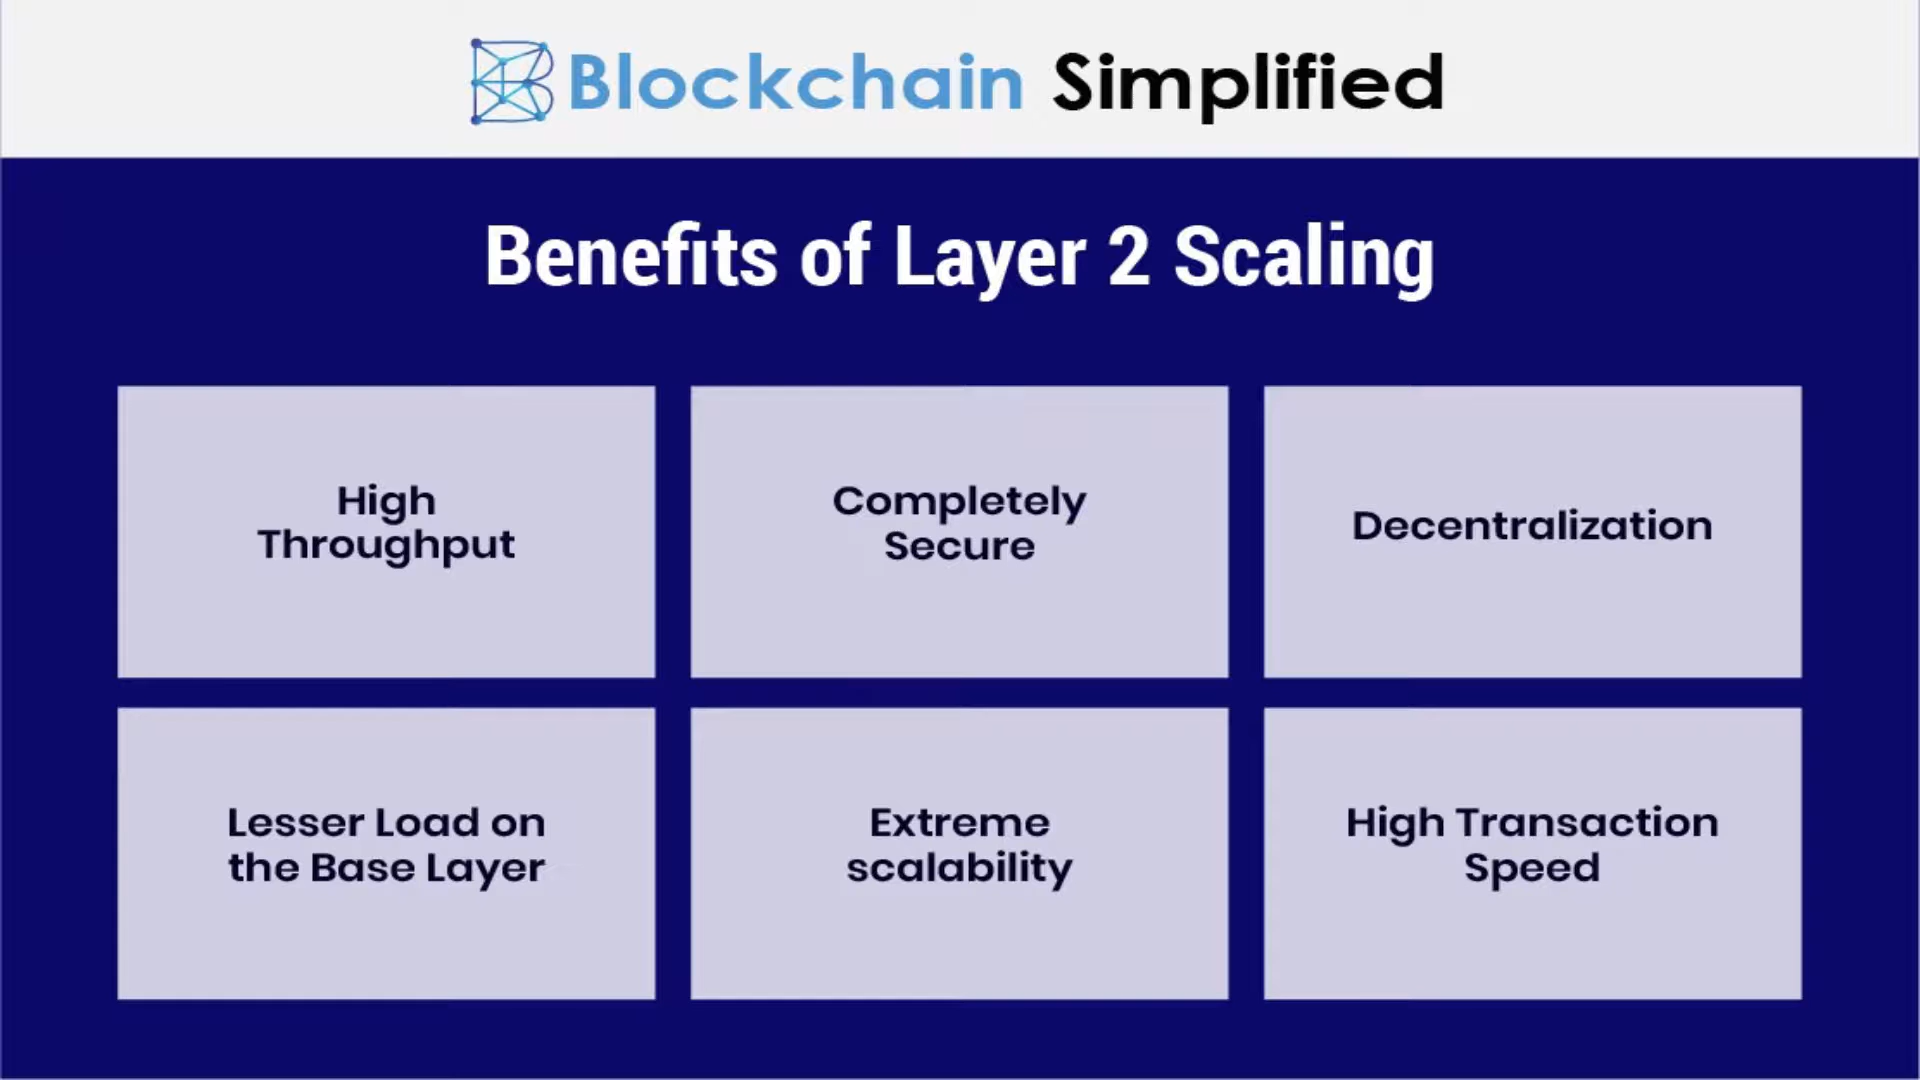 Blockchain Simplified
Benefits of Layer 2 Scaling
High
Throughput
Completely
Secure
Decentralization
Lesser Load on
the Base Layer
Extreme
scalability
High Transaction
Speed